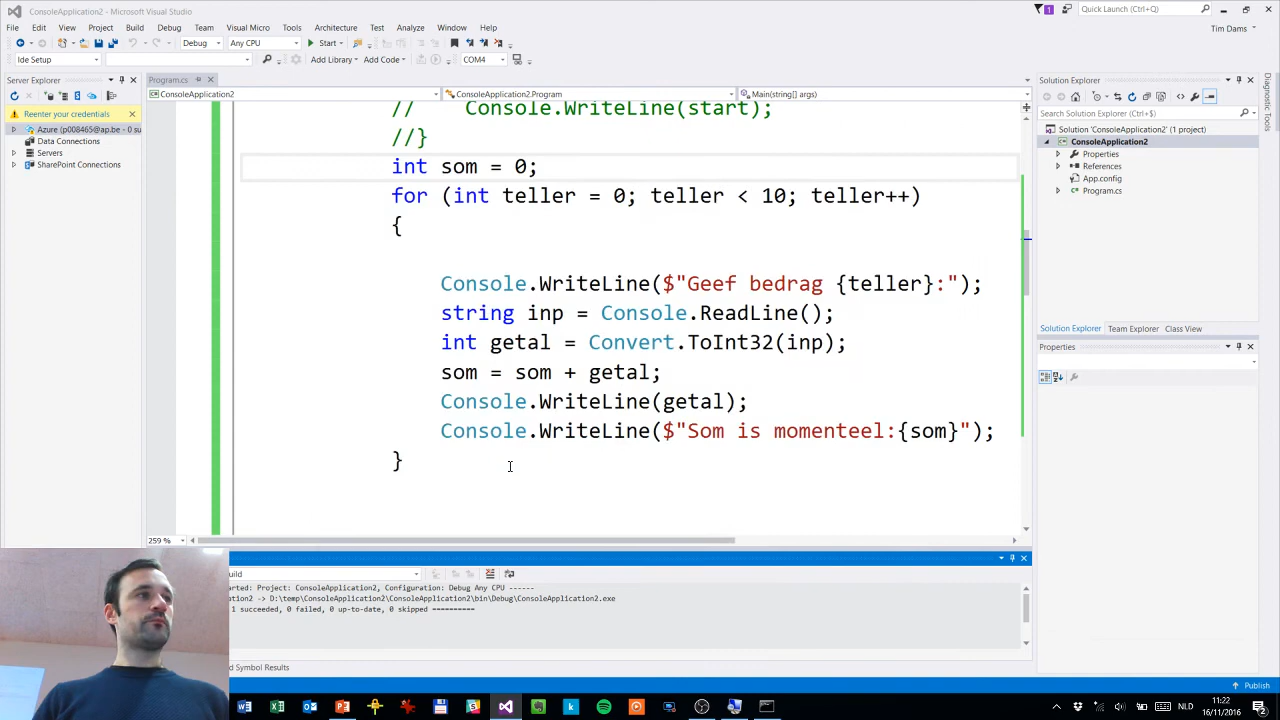 ConsoleApplication2 - Microsoft Visual Studio
Quick Launch (Ctrl+Q)
File Edit View Project Build Debug Team Visual Micro Tools Architecture Test Analyze Window Help
Tim Dams
Debug Any CPU Start
Ide Setup Add Library Add Code COM4
Server Explorer
Program.cs
Solution Explorer
Diagnostic Tools
ConsoleApplication2 ConsoleApplication2.Program Main(string[] args)
Reenter your credentials
Search Solution Explorer (Ctrl+$)
Azure (p008465@ap.be - 0 su
Data Connections
Servers
SharePoint Connections
Solution 'ConsoleApplication2' (1 project)
ConsoleApplication2
Properties
References
App.config
Program.cs
// Console.WriteLine(start);
//}
int som = 0;
for (int teller = 0; teller < 10; teller++)
{
Console.WriteLine($"Geef bedrag {teller}:");
string inp = Console.ReadLine();
int getal = Convert.ToInt32(inp);
som = som + getal;
Console.WriteLine(getal);
Console.WriteLine($"Som is momenteel:{som}");
}
Solution Explorer Team Explorer Class View
Properties
259 %
uild
arted: Project: ConsoleApplication2, Configuration: Debug Any CPU ------
ation2 -> D:\temp\ConsoleApplication2\ConsoleApplication2\bin\Debug\ConsoleApplication2.exe
1 succeeded, 0 failed, 0 up-to-date, 0 skipped ==========
d Symbol Results
Publish
NLD
11:22
16/11/2016